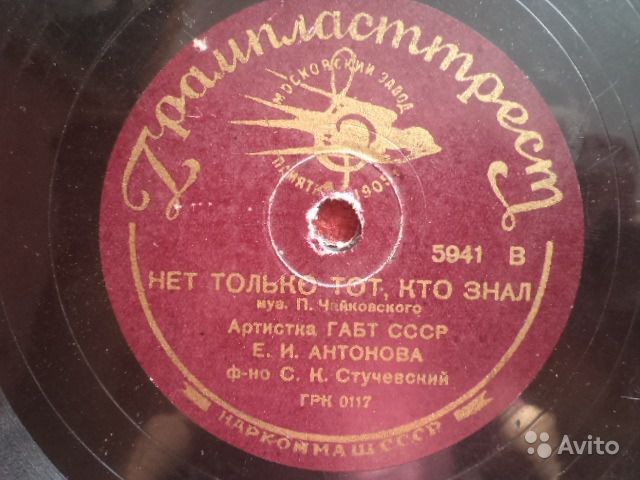 Грампласттрест
МОСКОВСКИЙ ЗАВОД
ПАМЯТИ 1905
5941 В
НЕТ ТОЛЬКО ТОТ, КТО ЗНАЛ
муз. П. Чайковского
Артистка ГАБТ СССР
Е. И. АНТОНОВА
ф-но С. К. Стучевский
ГРК 0117
НАРКОММАШ СССР
Avito